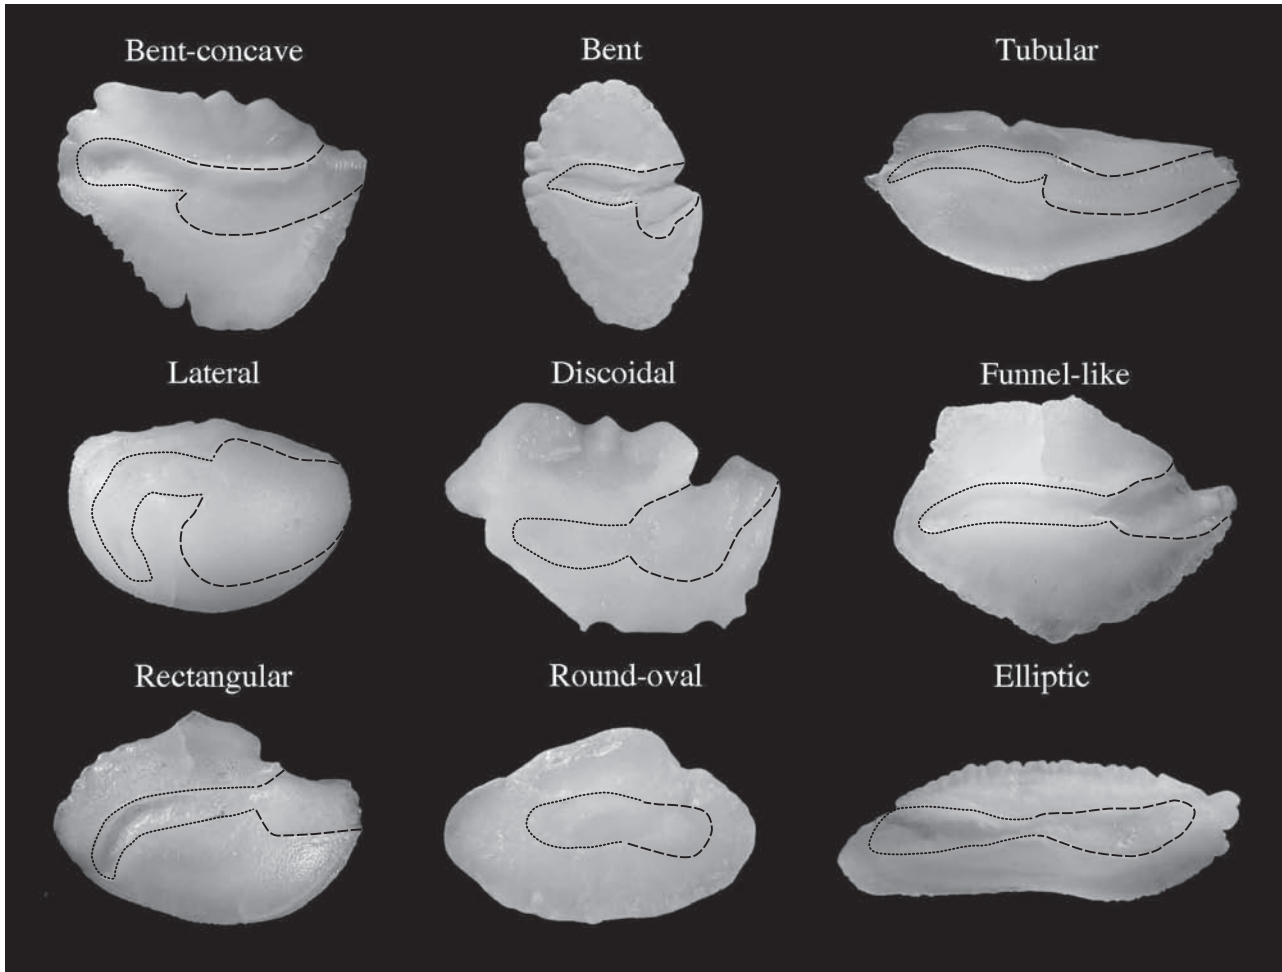 Bent-concave
Bent
Tubular
Lateral
Discoidal
Funnel-like
Rectangular
Round-oval
Elliptic